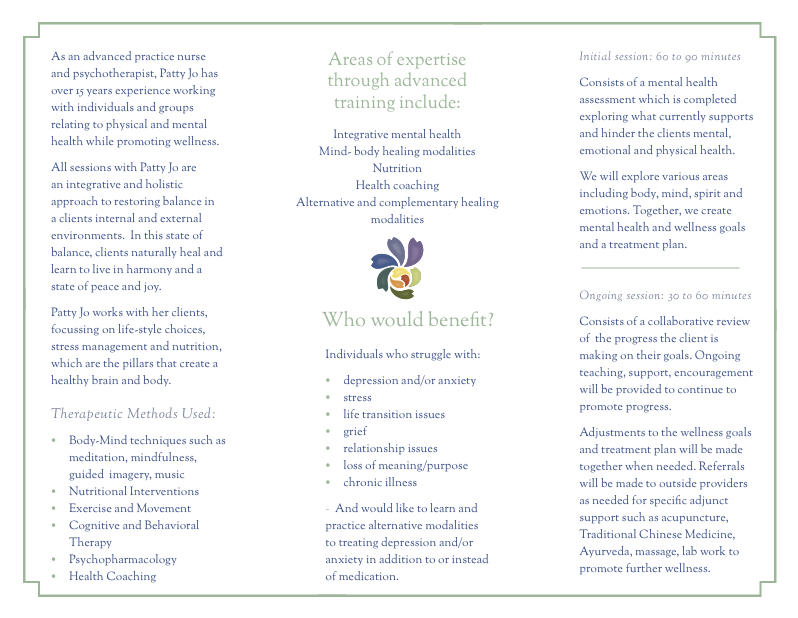 As an advanced practice nurse
and psychotherapist, Patty Jo has
over 15 years experience working
with individuals and groups
relating to physical and mental
health while promoting wellness.
All sessions with Patty Jo are
an integrative and holistic
approach to restoring balance in
a clients internal and external
environments. In this state of
balance, clients naturally heal and
learn to live in harmony and a
state of peace and joy.
Patty Jo works with her clients,
focussing on life-style choices,
stress management and nutrition,
which are the pillars that create a
healthy brain and body.
Therapeutic Methods Used:
• Body-Mind techniques such as
meditation, mindfulness,
guided imagery, music
• Nutritional Interventions
• Exercise and Movement
• Cognitive and Behavioral
Therapy
• Psychopharmacology
• Health Coaching
Areas of expertise
through advanced
training include:
Integrative mental health
Mind- body healing modalities
Nutrition
Health coaching
Alternative and complementary healing
modalities
Who would benefit?
Individuals who struggle with:
• depression and/or anxiety
• stress
• life transition issues
• grief
• relationship issues
• loss of meaning/purpose
• chronic illness
- And would like to learn and
practice alternative modalities
to treating depression and/or
anxiety in addition to or instead
of medication.
Initial session: 60 to 90 minutes
Consists of a mental health
assessment which is completed
exploring what currently supports
and hinder the clients mental,
emotional and physical health.
We will explore various areas
including body, mind, spirit and
emotions. Together, we create
mental health and wellness goals
and a treatment plan.
Ongoing session: 30 to 60 minutes
Consists of a collaborative review
of the progress the client is
making on their goals. Ongoing
teaching, support, encouragement
will be provided to continue to
promote progress.
Adjustments to the wellness goals
and treatment plan will be made
together when needed. Referrals
will be made to outside providers
as needed for specific adjunct
support such as acupuncture,
Traditional Chinese Medicine,
Ayurveda, massage, lab work to
promote further wellness.